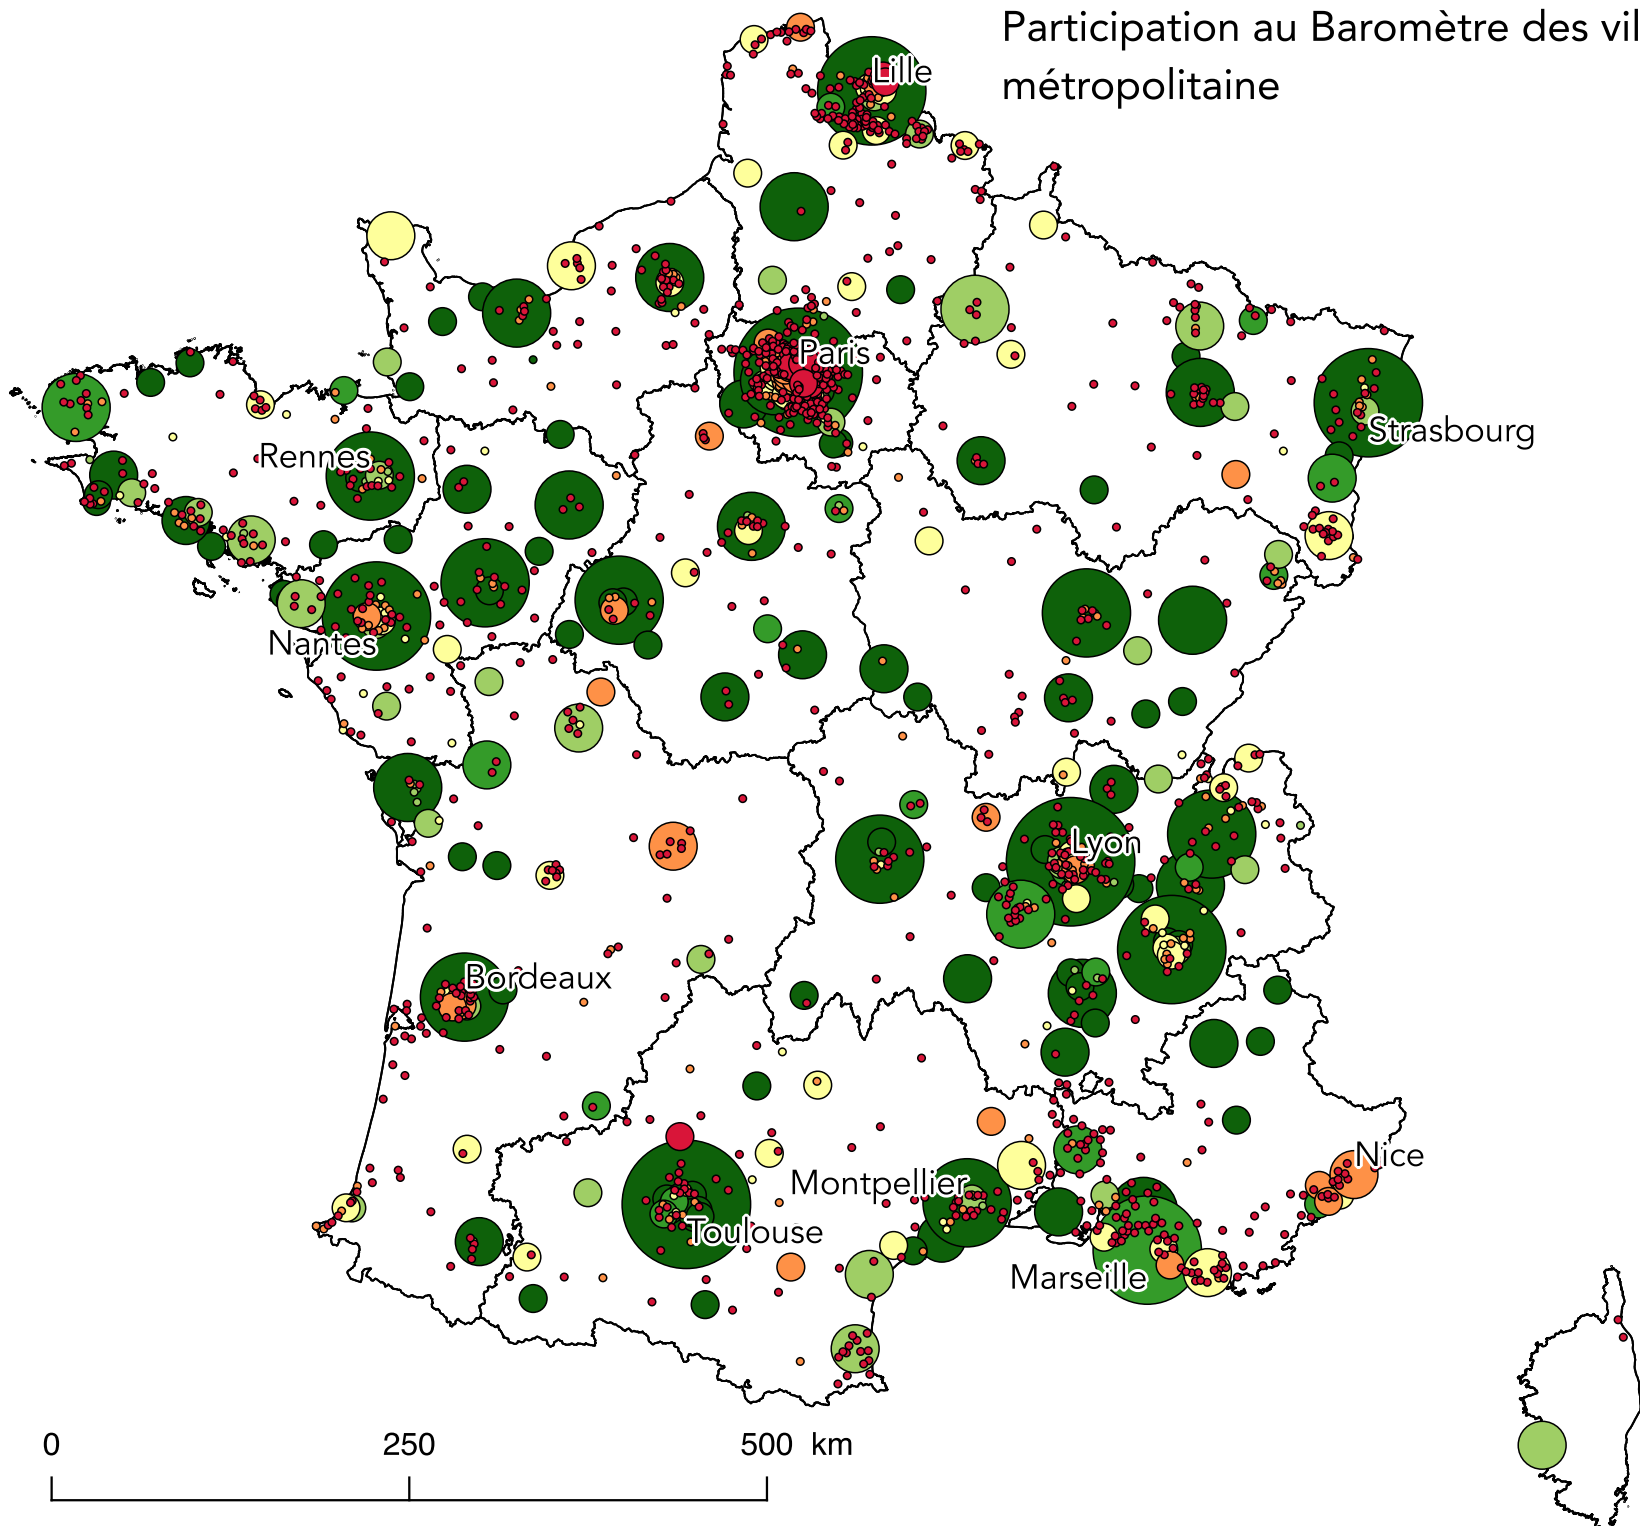 Participation au Baromètre des vil
métropolitaine
Lille
Paris
Strasbourg
Rennes
Nantes
Lyon
Bordeaux
Nice
Montpellier
Toulouse
Marseille
0 250 500 km